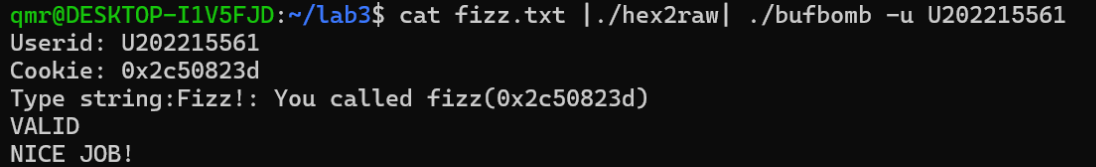 qmr@DESKTOP-I1V5FJD:~/lab3$ cat fizz.txt |./hex2raw| ./bufbomb -u U202215561
Userid: U202215561
Cookie: 0x2c50823d
Type string:Fizz!: You called fizz(0x2c50823d)
VALID
NICE JOB!